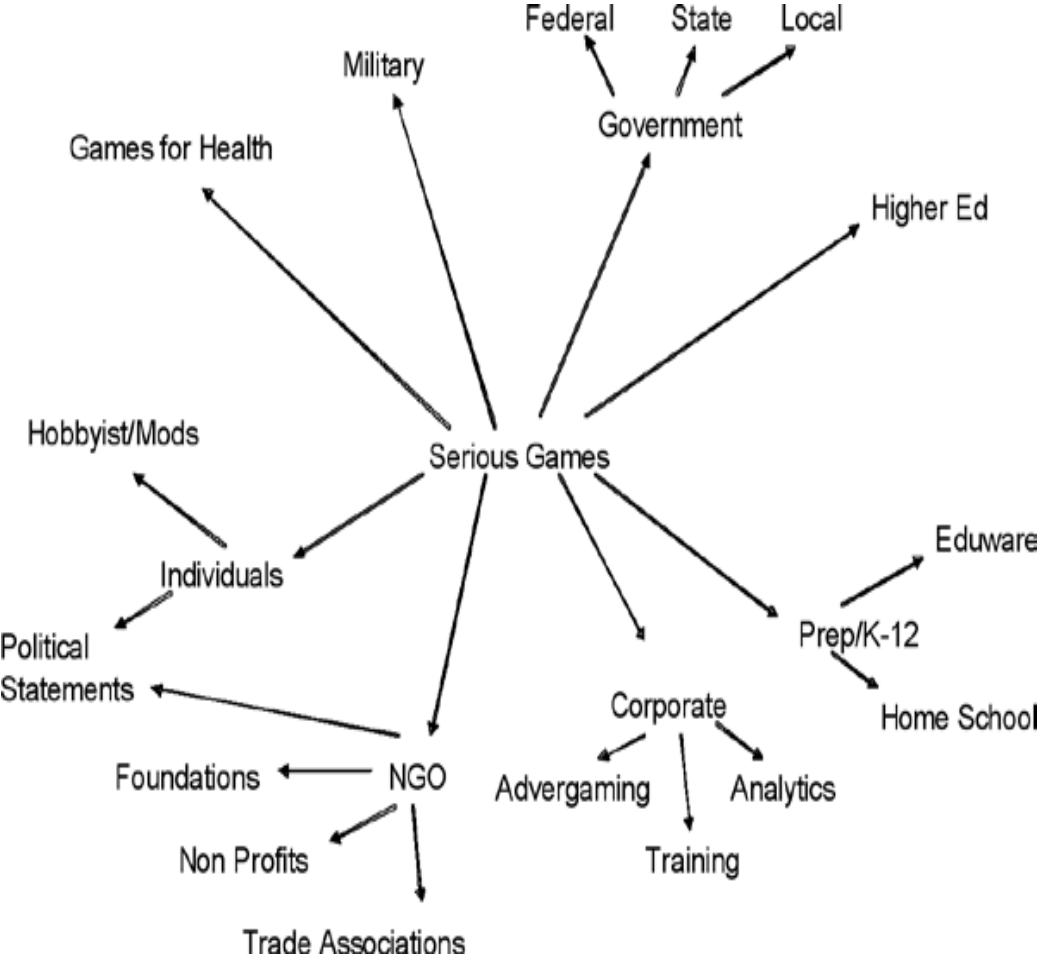 Federal
State
Local
Military
Government
Games for Health
Higher Ed
Hobbyist/Mods
Serious Games
Eduware
Individuals
Prep/K-12
Political
Statements
Corporate
Home School
Foundations
NGO
Advergaming
Analytics
Non Profits
Training
Trade Associations